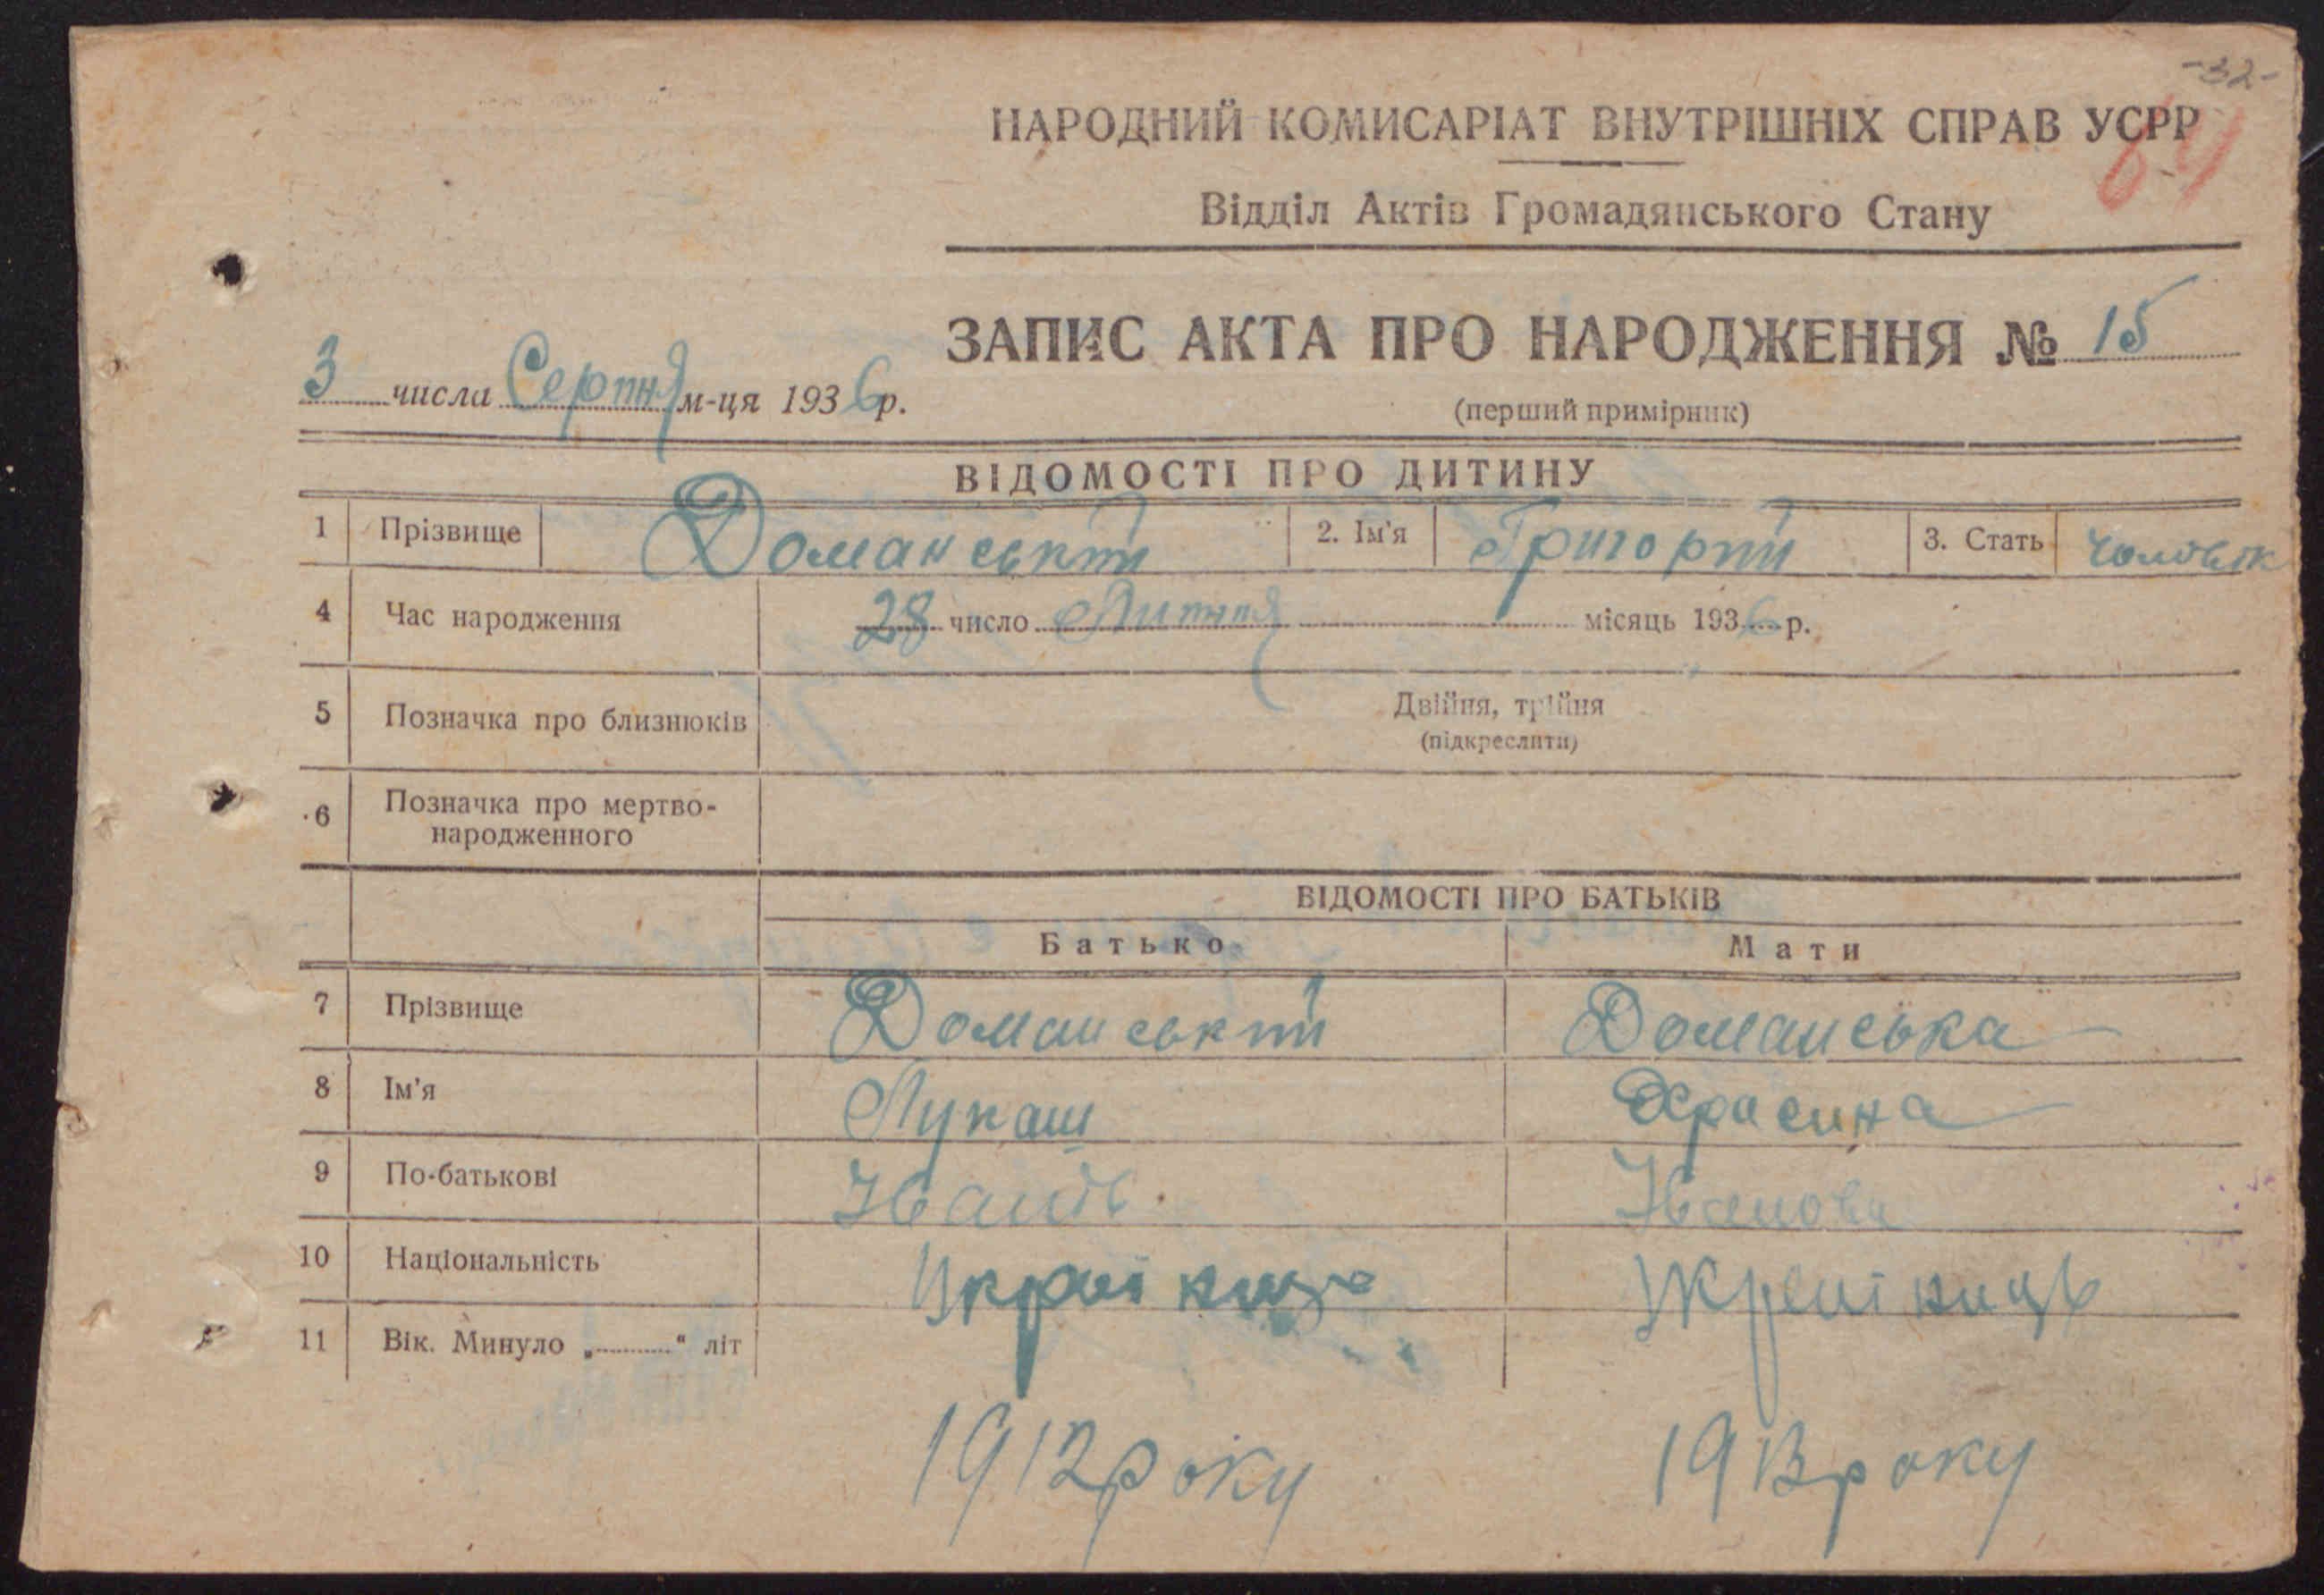 -32-
НАРОДНИЙ КОМИСАРІАТ ВНУТРІШНІХ СПРАВ УСРР
Відділ Актів Громадянського Стану
ЗАПИС АКТА ПРО НАРОДЖЕННЯ № 15
3 числа Серпня м-ця 1936 р.
(перший примірник)
ВІДОМОСТІ ПРО ДИТИНУ
1 Прізвище Доманський 2. Ім'я Григорій 3. Стать чоловік
4 Час народження 28 число Липня місяць 1936 р.
5 Позначка про близнюків Двійня, трійня
(підкреслити)
6 Позначка про мертво-
народженного
ВІДОМОСТІ ПРО БАТЬКІВ
Батько Мати
7 Прізвище Доманський Доманська
8 Ім'я Лукаш
9 По-батькові Іванов. Іванова
10 Національність Українець Українець
11 Вік. Минуло „ “ літ
1912 року 1913 року